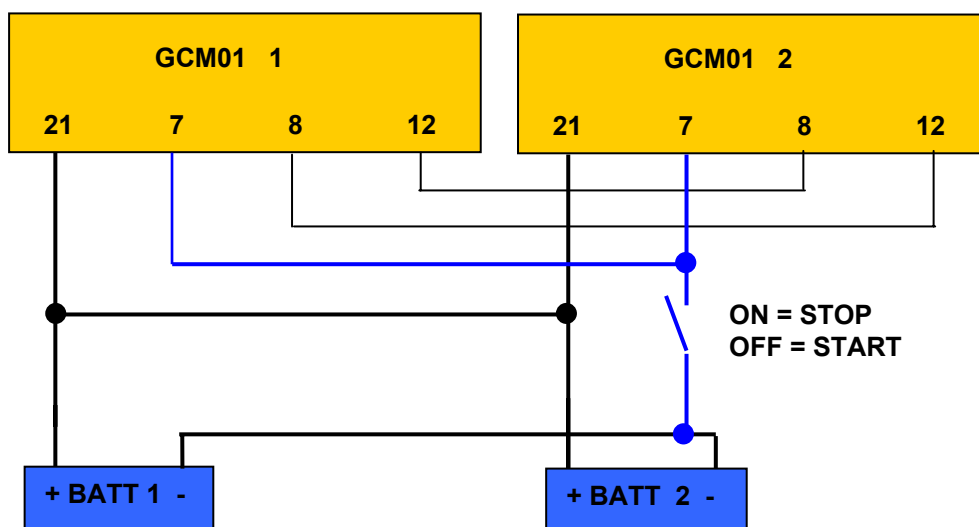 GCM01 1
21 7 8 12
GCM01 2
21 7 8 12
ON = STOP
OFF = START
+ BATT 1 -
+ BATT 2 -